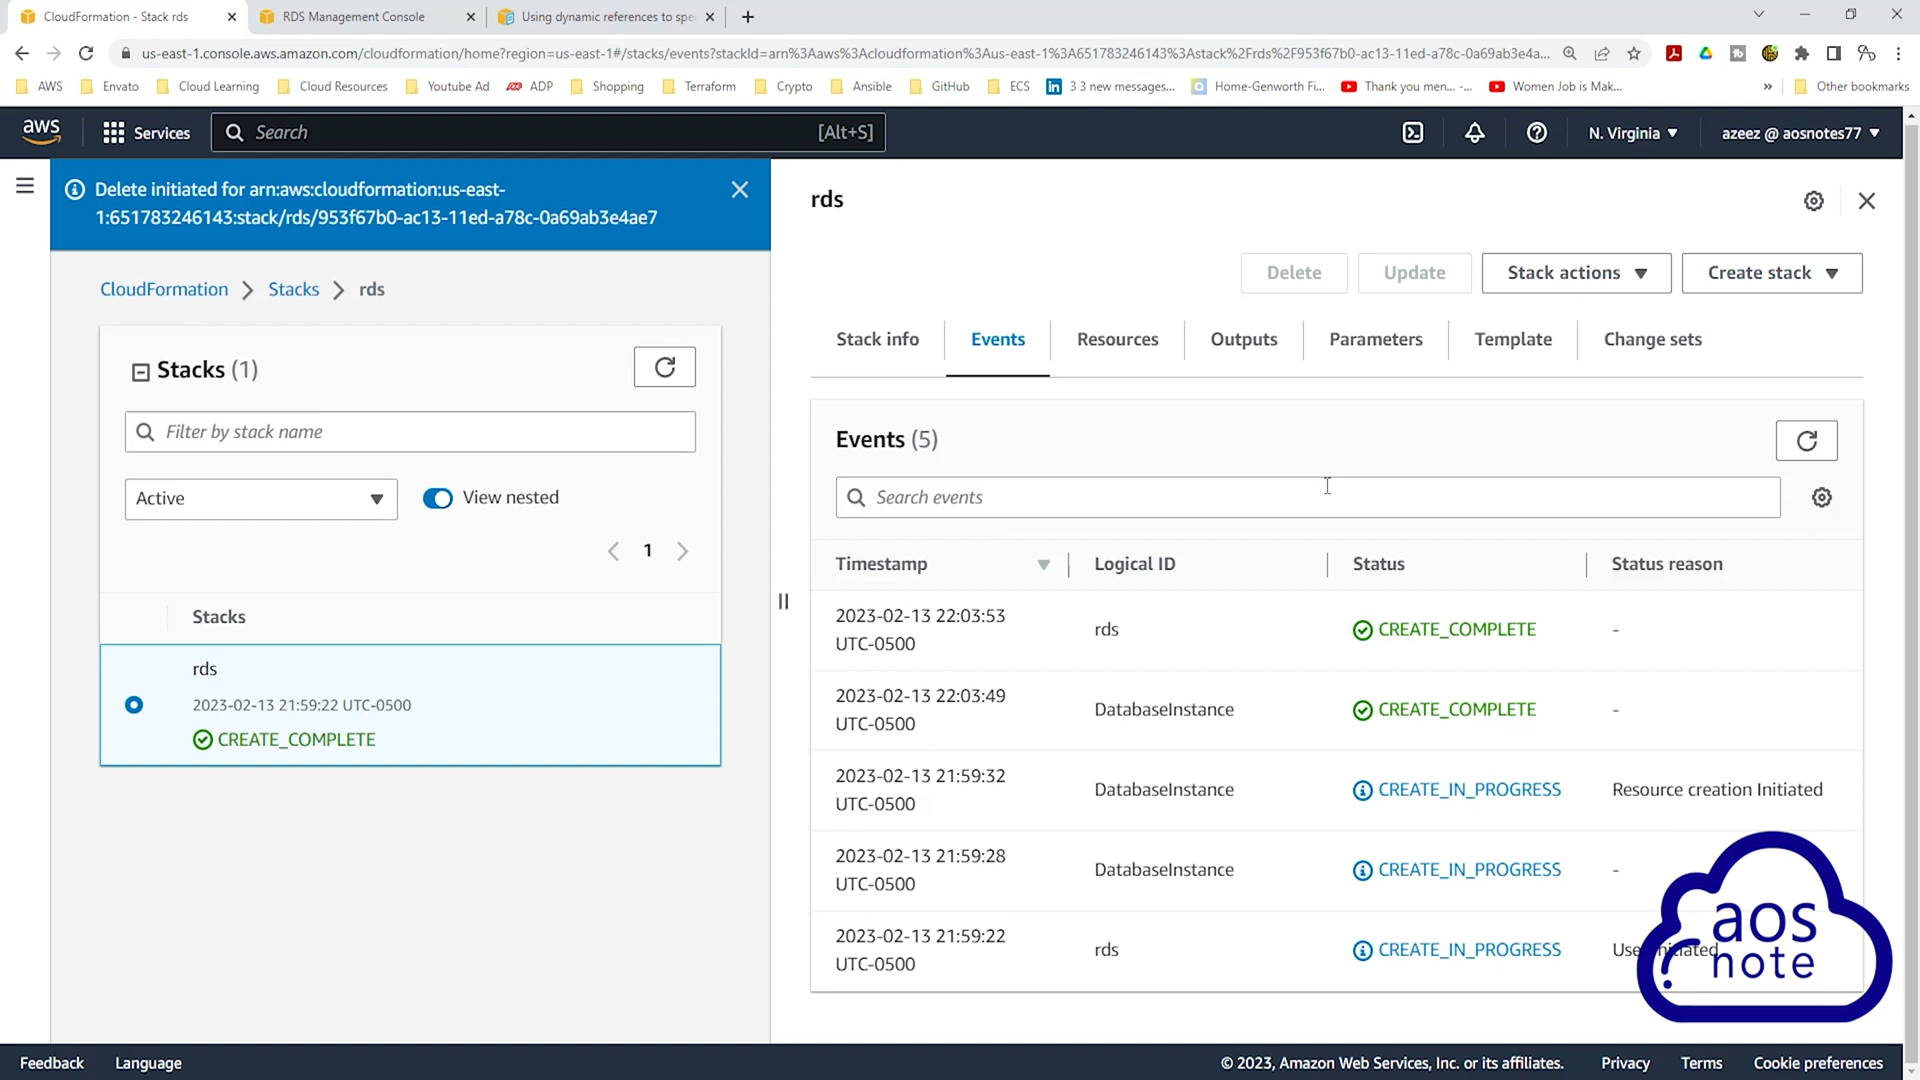 CloudFormation - Stack rds
RDS Management Console
Using dynamic references to spe
us-east-1.console.aws.amazon.com/cloudformation/home?region=us-east-1#/stacks/events?stackId=arn%3Aaws%3Acloudformation%3Aus-east-1%3A651783246143%3Astack%2Frds%2F953f67b0-ac13-11ed-a78c-0a69ab3e4a...
AWS
Envato
Cloud Learning
Cloud Resources
Youtube Ad
ADP
Shopping
Terraform
Crypto
Ansible
GitHub
ECS
3 3 new messages...
Home-Genworth Fi...
Thank you men... -...
Women Job is Mak...
»
Other bookmarks
aws
Services
Search
[Alt+S]
N. Virginia
azeez @ aosnotes77
Delete initiated for arn:aws:cloudformation:us-east-
1:651783246143:stack/rds/953f67b0-ac13-11ed-a78c-0a69ab3e4ae7
CloudFormation > Stacks > rds
Stacks (1)
Filter by stack name
Active
View nested
1
Stacks
rds
2023-02-13 21:59:22 UTC-0500
CREATE_COMPLETE
rds
Delete
Update
Stack actions
Create stack
Stack info
Events
Resources
Outputs
Parameters
Template
Change sets
Events (5)
Search events
Timestamp
Logical ID
Status
Status reason
2023-02-13 22:03:53
UTC-0500
rds
CREATE_COMPLETE
-
2023-02-13 22:03:49
UTC-0500
DatabaseInstance
CREATE_COMPLETE
-
2023-02-13 21:59:32
UTC-0500
DatabaseInstance
CREATE_IN_PROGRESS
Resource creation Initiated
2023-02-13 21:59:28
UTC-0500
DatabaseInstance
CREATE_IN_PROGRESS
-
2023-02-13 21:59:22
UTC-0500
rds
CREATE_IN_PROGRESS
aos
note
Feedback
Language
© 2023, Amazon Web Services, Inc. or its affiliates.
Privacy
Terms
Cookie preferences